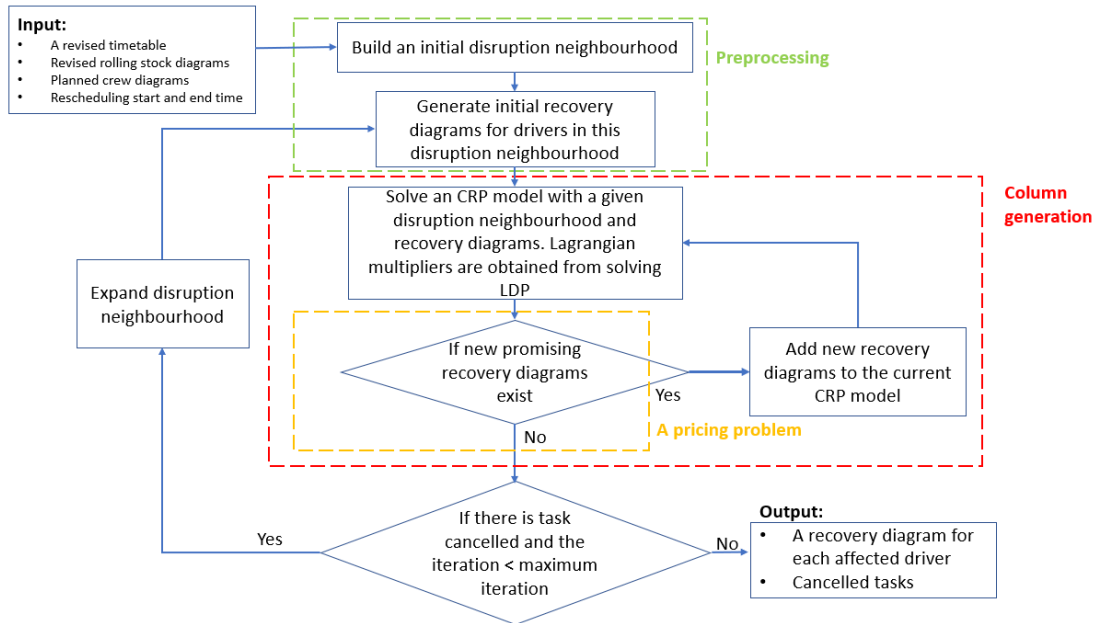 Input:
• A revised timetable
• Revised rolling stock diagrams
• Planned crew diagrams
• Rescheduling start and end time
Build an initial disruption neighbourhood
Preprocessing
Generate initial recovery
diagrams for drivers in this
disruption neighbourhood
Solve an CRP model with a given
disruption neighbourhood and
recovery diagrams. Lagrangian
multipliers are obtained from solving
LDP
Column
generation
Expand disruption
neighbourhood
If new promising
recovery diagrams
exist
Yes
Add new recovery
diagrams to the current
CRP model
A pricing problem
No
If there is task
cancelled and the
iteration < maximum
iteration
Yes
No
Output:
• A recovery diagram for
each affected driver
• Cancelled tasks